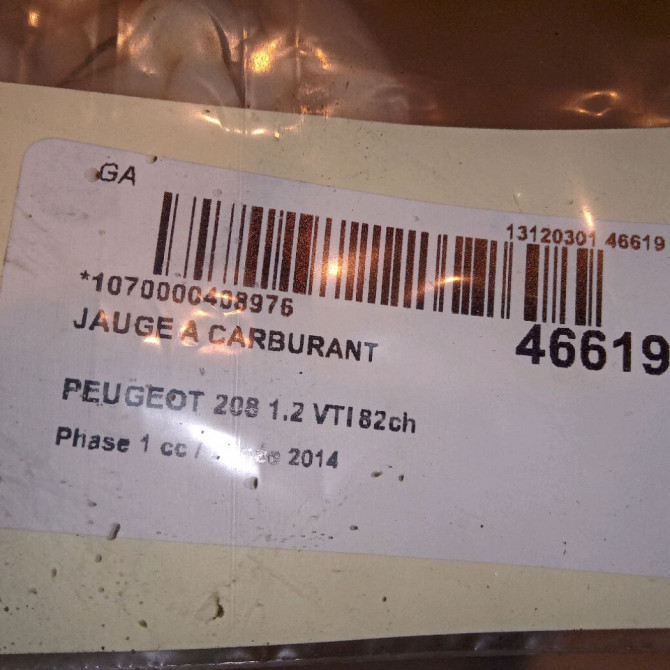 GA
13120301 46619
*1070000408976
46619
JAUGE A CARBURANT
PEUGEOT 208 1.2 VTI 82ch
Phase 1 cc / 2014